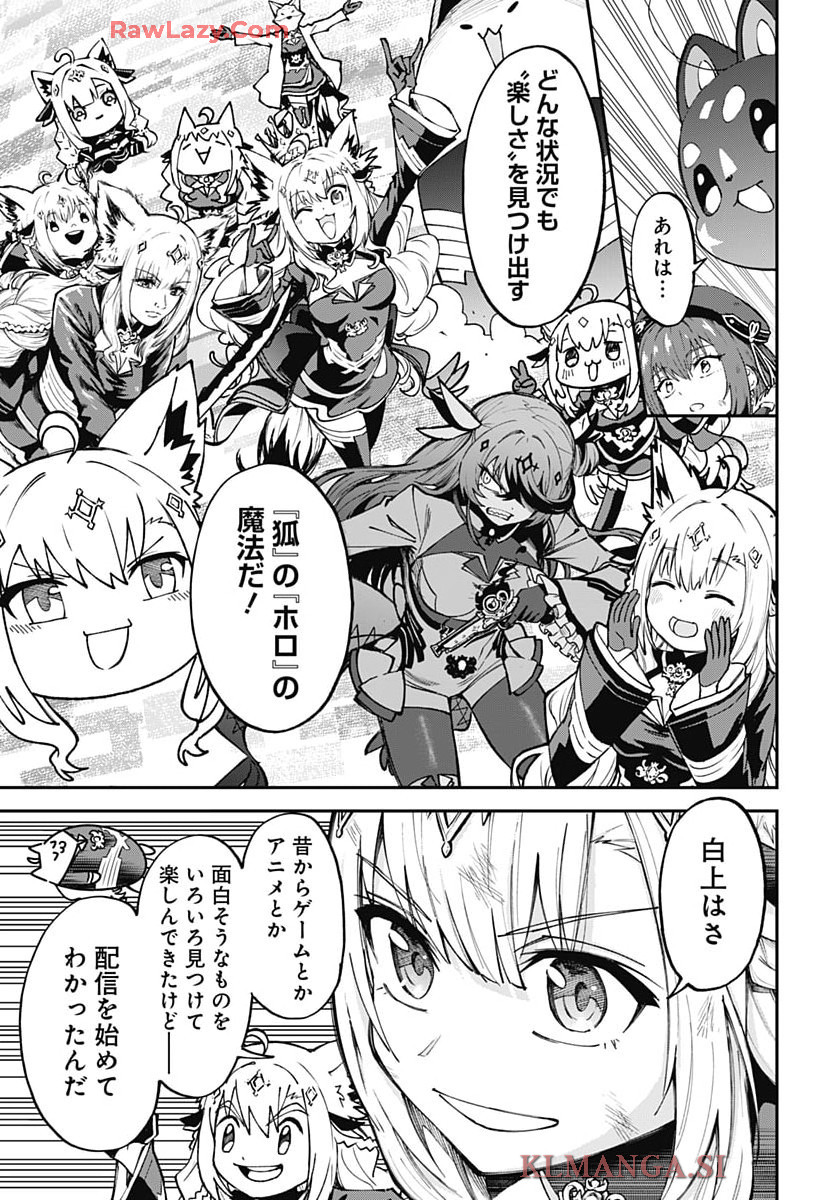 RawLazy.Com
あれは…
どんな状況でも
〝楽しさ〟を見つけ出す
『狐』の『ホロ』の
魔法だ！
白上はさ
昔からゲームとか
アニメとか
面白そうなものを
いろいろ見つけて
楽しんできたけど―
配信を始めて
わかったんだ
KLMANGA.SI